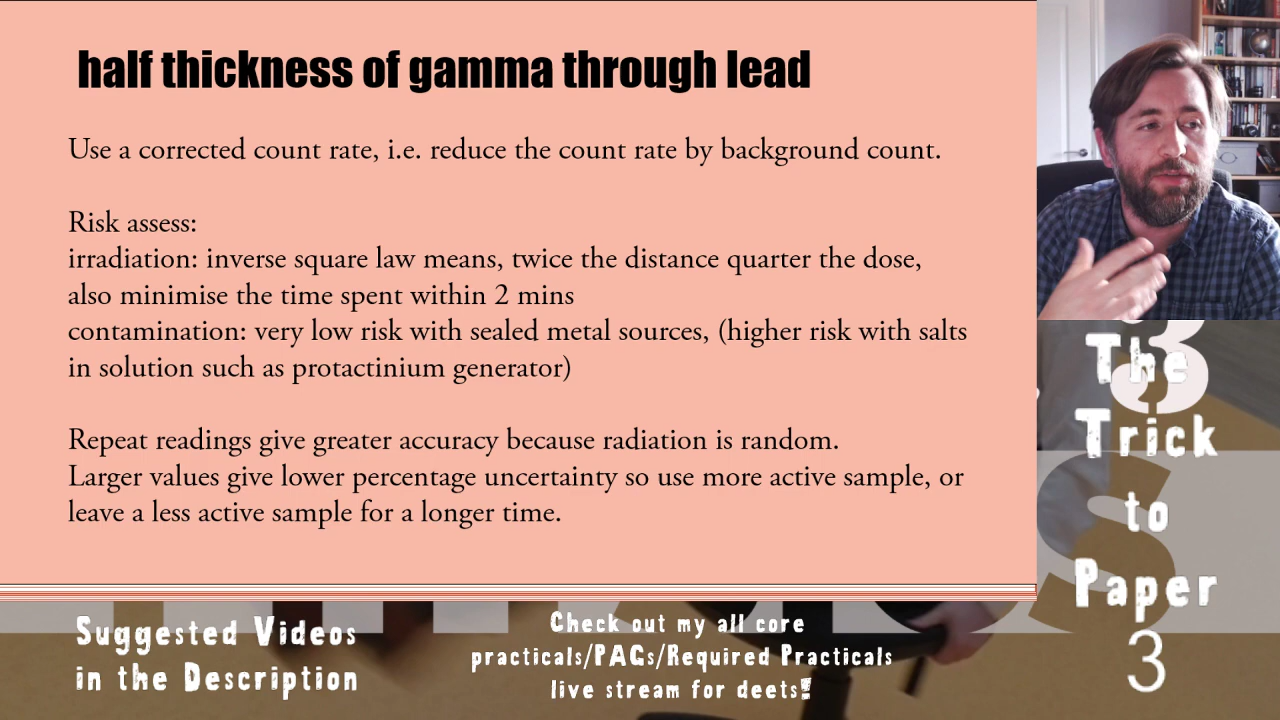 half thickness of gamma through lead
Use a corrected count rate, i.e. reduce the count rate by background count.
Risk assess:
irradiation: inverse square law means, twice the distance quarter the dose,
also minimise the time spent within 2 mins
contamination: very low risk with sealed metal sources, (higher risk with salts
in solution such as protactinium generator)
Repeat readings give greater accuracy because radiation is random.
Larger values give lower percentage uncertainty so use more active sample, or
leave a less active sample for a longer time.
The
Trick
to
Paper
3
Suggested Videos
in the Description
Check out my all core
practicals/PAGs/Required Practicals
live stream for deets!